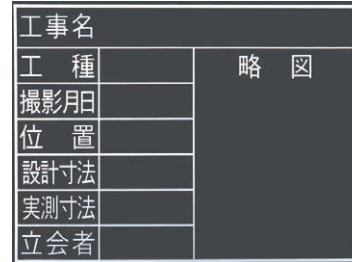 工事名
工種 略図
撮影月日
位置
設計寸法
実測寸法
立会者